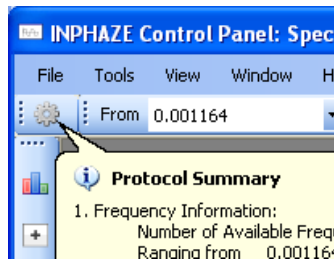 INPHAZE Control Panel: Spec
File Tools View Window H
From 0.001164
Protocol Summary
1. Frequency Information:
Number of Available Frequ
Ranging from 0.001164